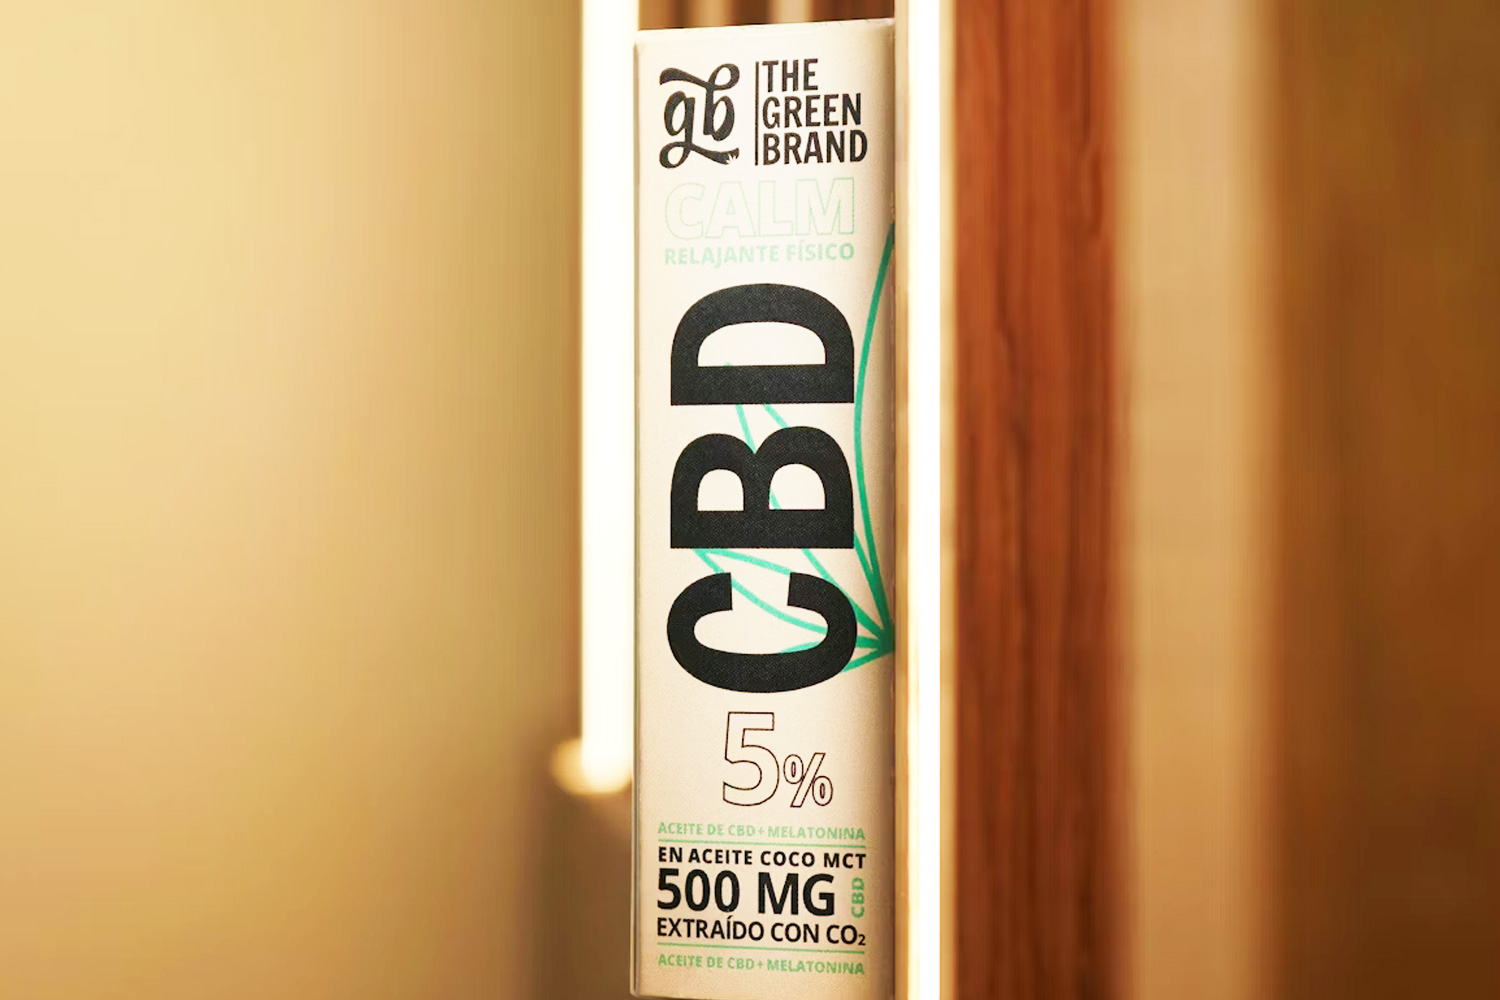 gb
THE
GREEN
BRAND
CALM
RELAJANTE FÍSICO
CBD
5%
ACEITE DE CBD+MELATONINA
EN ACEITE COCO MCT
500 MG CBD
EXTRAÍDO CON CO₂
ACEITE DE CBD+MELATONINA